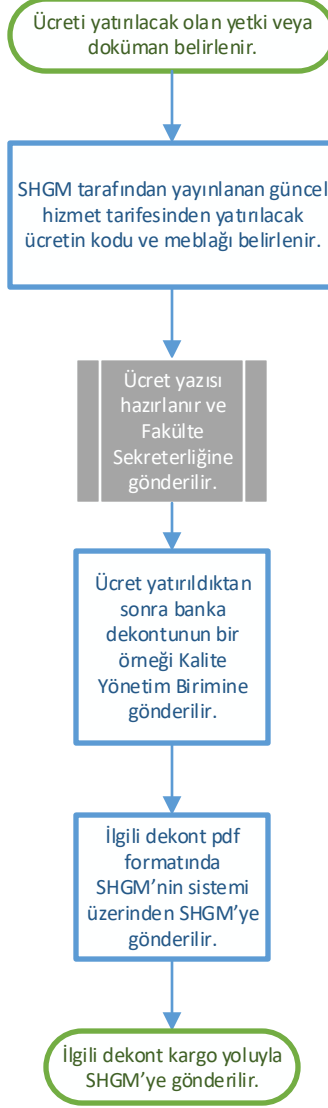 Ücreti yatırılacak olan yetki veya
doküman belirlenir.
SHGM tarafından yayınlanan güncel
hizmet tarifesinden yatırılacak
ücretin kodu ve meblağı belirlenir.
Ücret yazısı
hazırlanır ve
Fakülte
Sekreterliğine
gönderilir.
Ücret yatırıldıktan
sonra banka
dekontunun bir
örneği Kalite
Yönetim Birimine
gönderilir.
İlgili dekont pdf
formatında
SHGM’nin sistemi
üzerinden SHGM’ye
gönderilir.
İlgili dekont kargo yoluyla
SHGM’ye gönderilir.